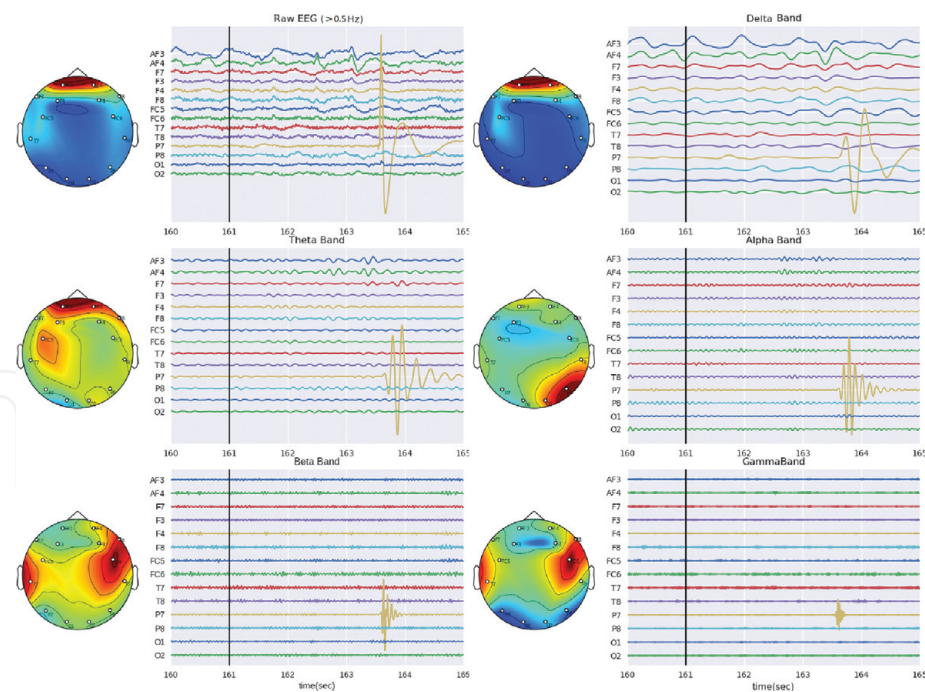 Raw EEG (>0.5Hz)
AF3
AF4
F7
F3
F4
F8
FC5
FC6
T7
T8
P7
P8
O1
O2
160 161 162 163 164 165
Delta Band
AF3
AF4
F7
F3
F4
F8
FC5
FC6
T7
T8
P7
P8
O1
O2
160 161 162 163 164 165
Theta Band
AF3
AF4
F7
F3
F4
F8
FC5
FC6
T7
T8
P7
P8
O1
O2
160 161 162 163 164 165
Alpha Band
AF3
AF4
F7
F3
F4
F8
FC5
FC6
T7
T8
P7
P8
O1
O2
160 161 162 163 164 165
Beta Band
AF3
AF4
F7
F3
F4
F8
FC5
FC6
T7
T8
P7
P8
O1
O2
160 161 162 163 164 165
time(sec)
GammaBand
AF3
AF4
F7
F3
F4
F8
FC5
FC6
T7
T8
P7
P8
O1
O2
160 161 162 163 164 165
time(sec)